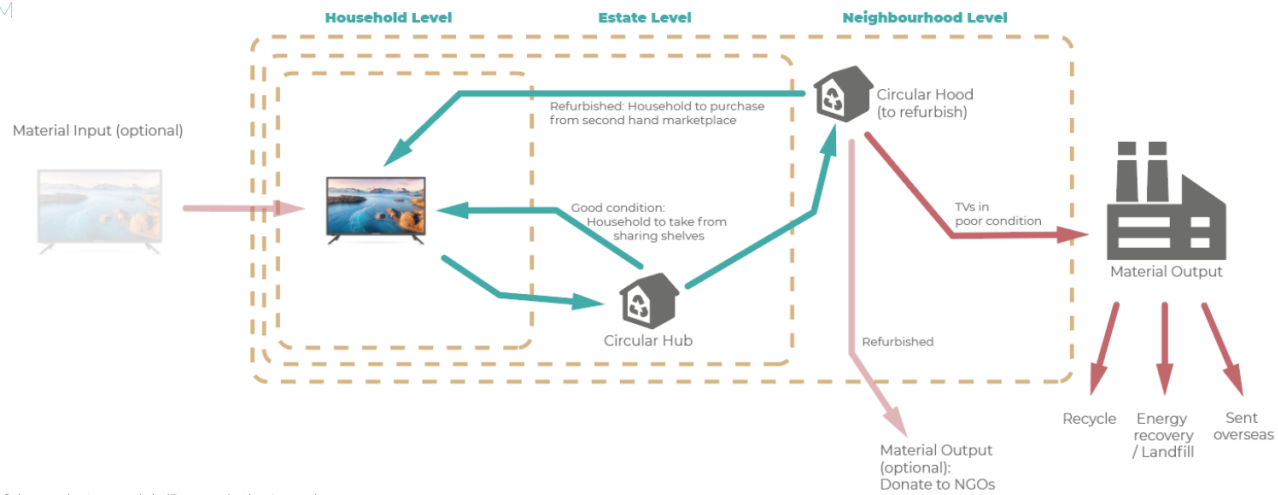 Household Level
Estate Level
Neighbourhood Level
Material Input (optional)
Refurbished: Household to purchase
from second hand marketplace
Circular Hood
(to refurbish)
Good condition:
Household to take from
sharing shelves
TVs in
poor condition
Circular Hub
Material Output
Refurbished
Recycle
Energy
recovery
/ Landfill
Sent
overseas
Material Output
(optional):
Donate to NGOs